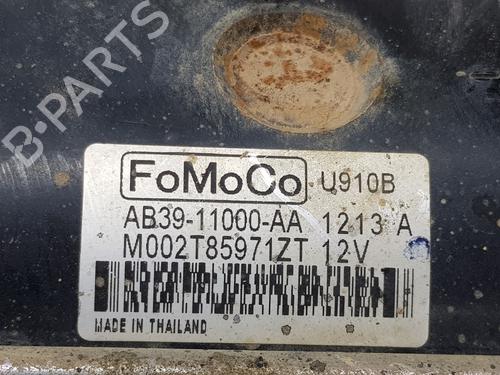 B-PARTS
FoMoCo U910B
AB39-11000-AA 1213 A
M002T85971ZT 12V
MADE IN THAILAND